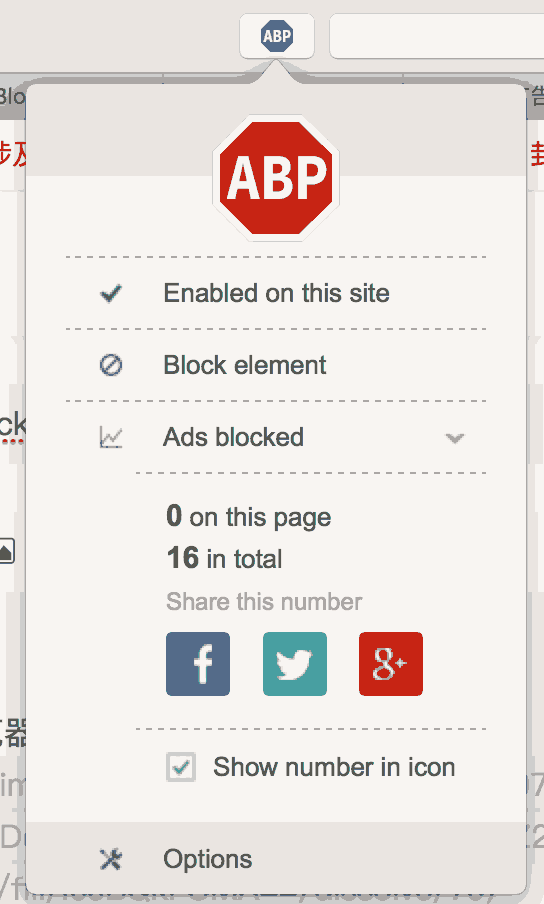 ABP
ABP
Enabled on this site
Block element
Ads blocked
0 on this page
16 in total
Share this number
f
g+
Show number in icon
Options